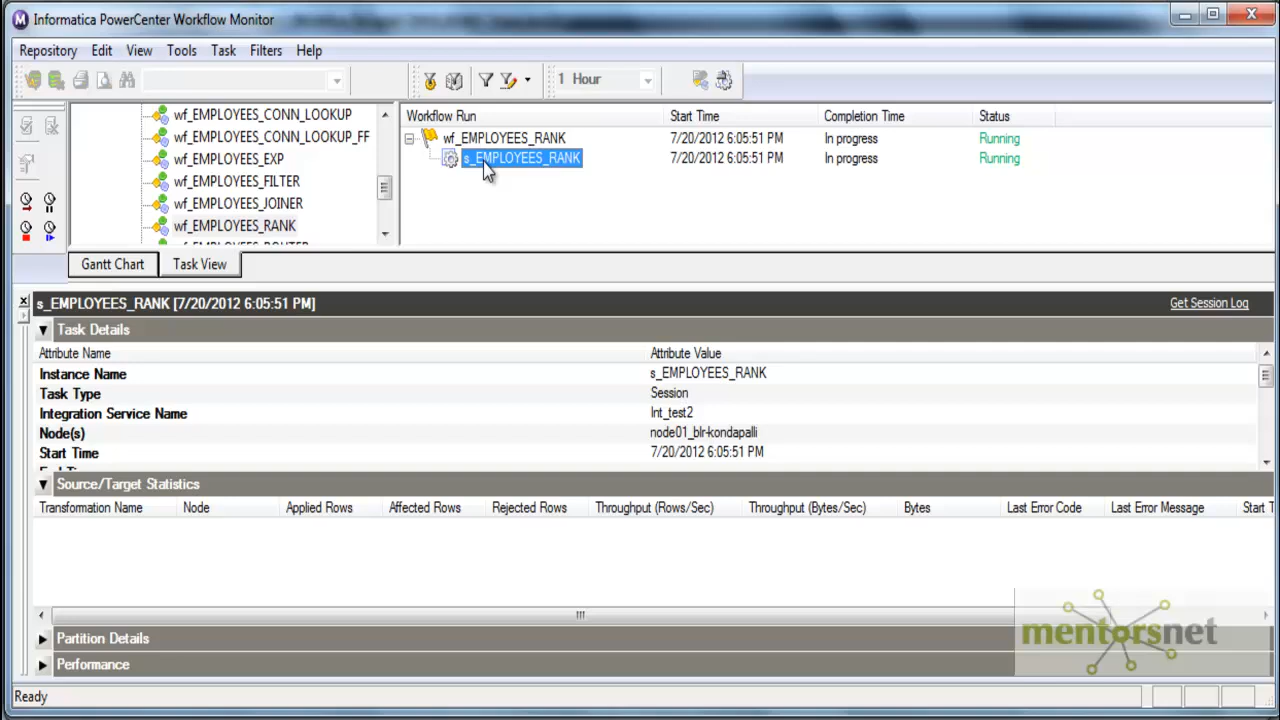 Informatica PowerCenter Workflow Monitor
Repository Edit View Tools Task Filters Help
1 Hour
wf_EMPLOYEES_CONN_LOOKUP
wf_EMPLOYEES_CONN_LOOKUP_FF
wf_EMPLOYEES_EXP
wf_EMPLOYEES_FILTER
wf_EMPLOYEES_JOINER
wf_EMPLOYEES_RANK
Workflow Run Start Time Completion Time Status
wf_EMPLOYEES_RANK 7/20/2012 6:05:51 PM In progress Running
s_EMPLOYEES_RANK 7/20/2012 6:05:51 PM In progress Running
Gantt Chart Task View
s_EMPLOYEES_RANK [7/20/2012 6:05:51 PM] Get Session Log
Task Details
Attribute Name Attribute Value
Instance Name s_EMPLOYEES_RANK
Task Type Session
Integration Service Name Int_test2
Node(s) node01_blr-kondapalli
Start Time 7/20/2012 6:05:51 PM
Source/Target Statistics
Transformation Name Node Applied Rows Affected Rows Rejected Rows Throughput (Rows/Sec) Throughput (Bytes/Sec) Bytes Last Error Code Last Error Message Start T
Partition Details
Performance
mentorsnet
Ready